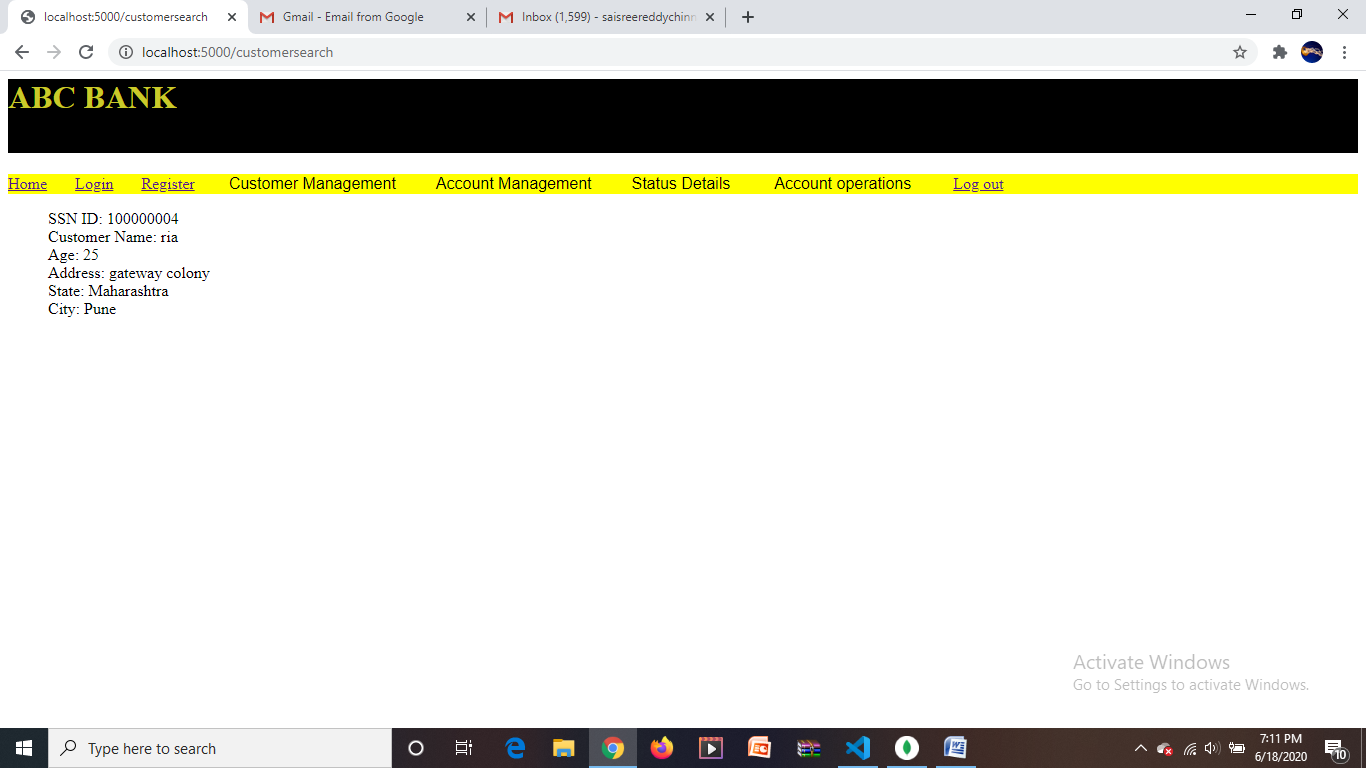 localhost:5000/customersearch
Gmail - Email from Google
Inbox (1,599) - saisreereddychinn
localhost:5000/customersearch
ABC BANK
Home Login Register Customer Management Account Management Status Details Account operations Log out
SSN ID: 100000004
Customer Name: ria
Age: 25
Address: gateway colony
State: Maharashtra
City: Pune
Activate Windows
Go to Settings to activate Windows.
Type here to search
7:11 PM
6/18/2020
10